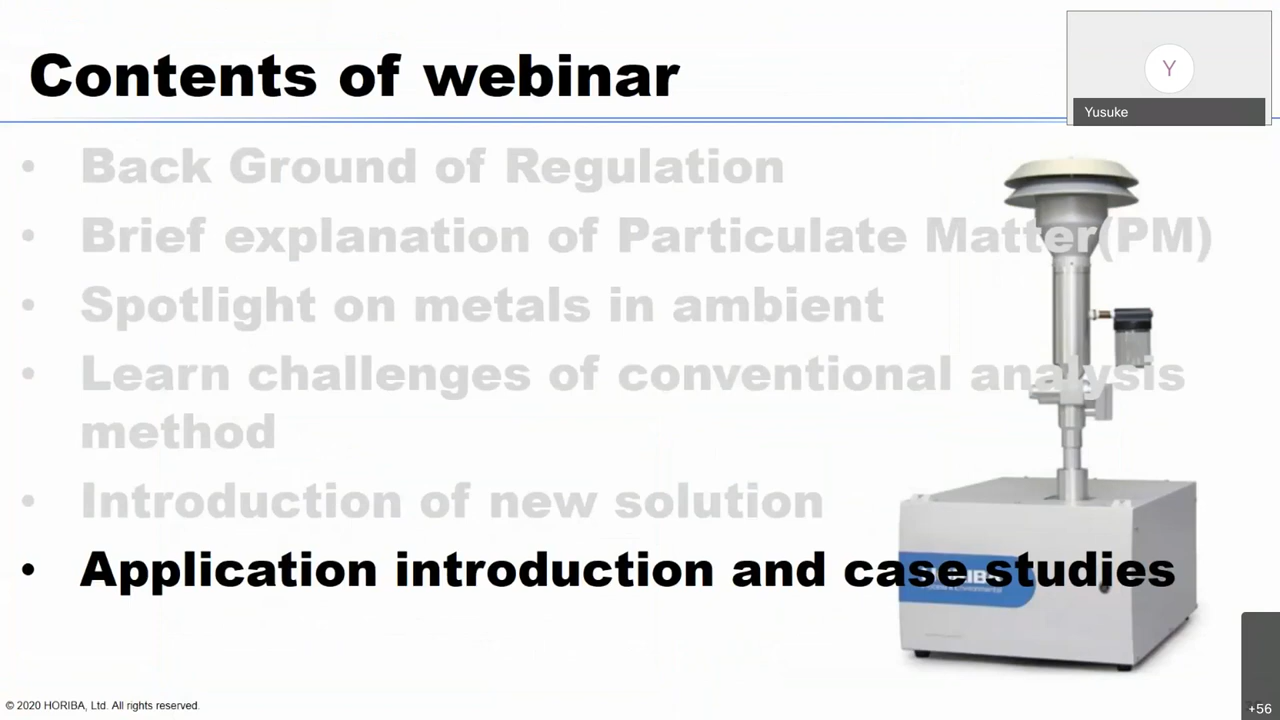 Contents of webinar
Y
Yusuke
• Back Ground of Regulation
• Brief explanation of Particulate Matter(PM)
• Spotlight on metals in ambient
• Learn challenges of conventional analysis
method
• Introduction of new solution
• Application introduction and case studies
© 2020 HORIBA, Ltd. All rights reserved.
+56